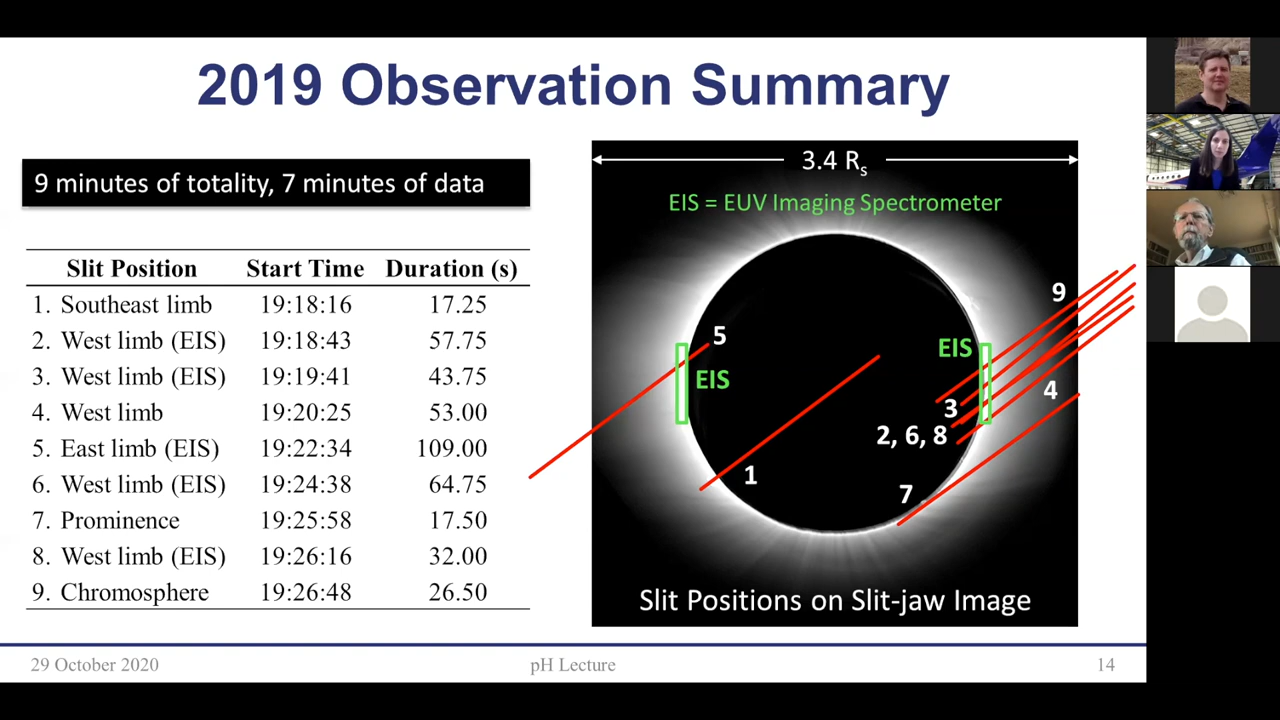 2019 Observation Summary
9 minutes of totality, 7 minutes of data
Slit Position Start Time Duration (s)
1. Southeast limb 19:18:16 17.25
2. West limb (EIS) 19:18:43 57.75
3. West limb (EIS) 19:19:41 43.75
4. West limb 19:20:25 53.00
5. East limb (EIS) 19:22:34 109.00
6. West limb (EIS) 19:24:38 64.75
7. Prominence 19:25:58 17.50
8. West limb (EIS) 19:26:16 32.00
9. Chromosphere 19:26:48 26.50
3.4 Rs
EIS = EUV Imaging Spectrometer
9
5
EIS
EIS
4
3
2, 6, 8
1
7
Slit Positions on Slit-jaw Image
29 October 2020 pH Lecture 14